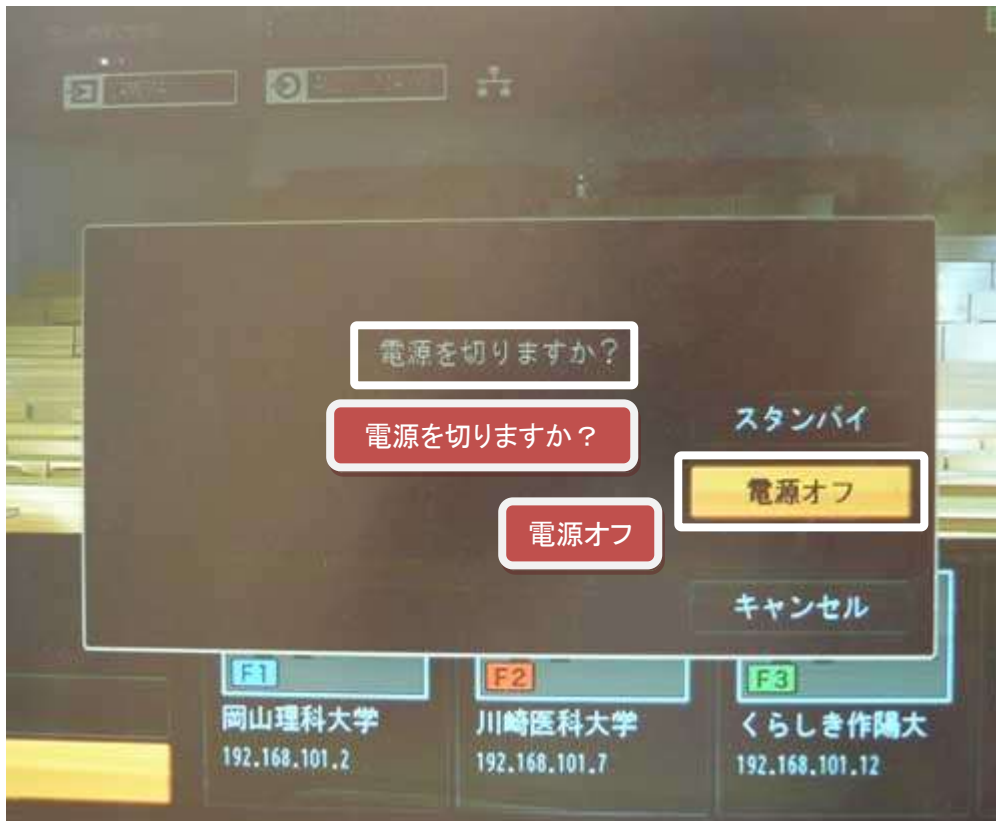 電源を切りますか?
電源を切りますか？
スタンバイ
電源オフ
電源オフ
キャンセル
F1
F2
F3
岡山理科大学
川崎医科大学
くらしき作陽大
192.168.101.2
192.168.101.7
192.168.101.12